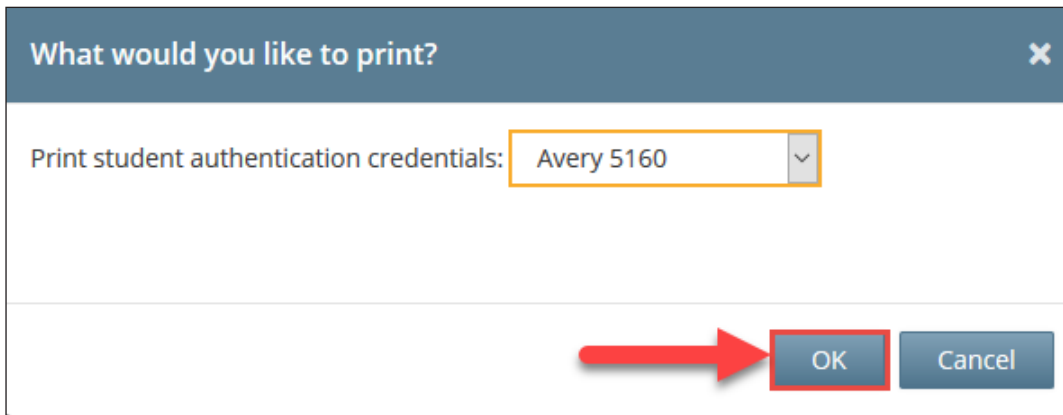 What would you like to print?
Print student authentication credentials: Avery 5160
OK Cancel